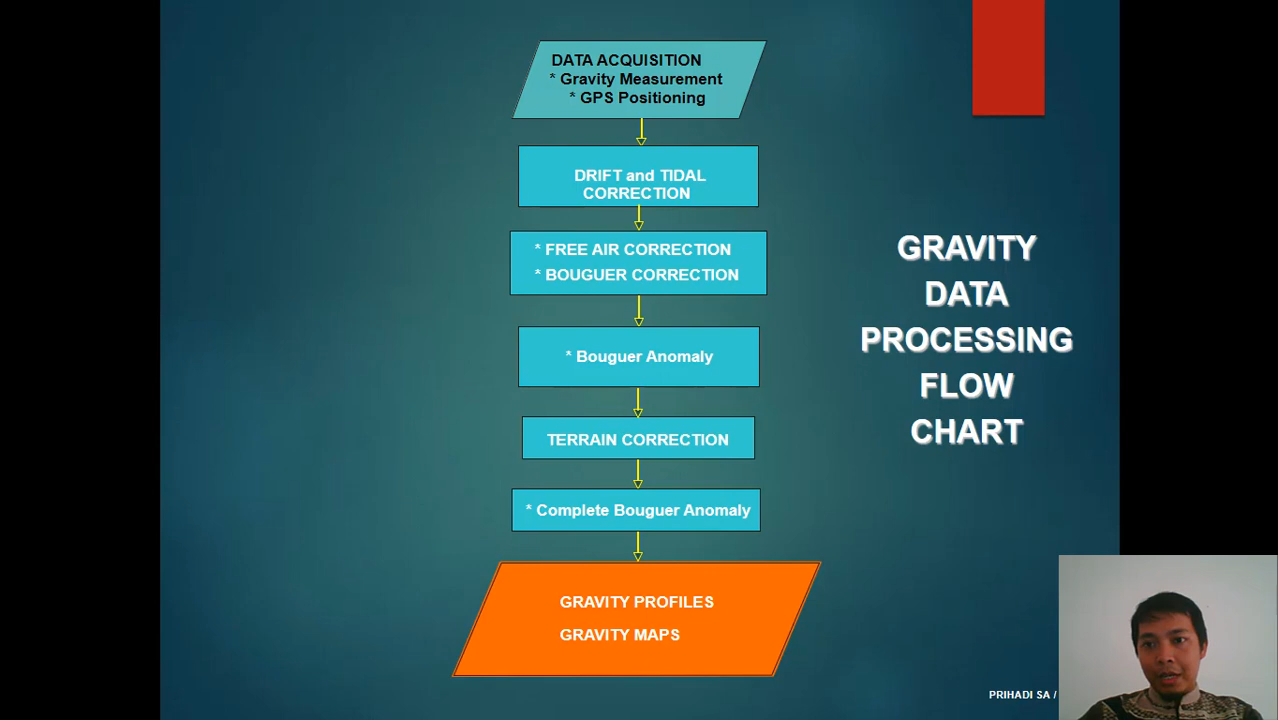 DATA ACQUISITION
* Gravity Measurement
* GPS Positioning
DRIFT and TIDAL
CORRECTION
* FREE AIR CORRECTION
* BOUGUER CORRECTION
* Bouguer Anomaly
TERRAIN CORRECTION
* Complete Bouguer Anomaly
GRAVITY PROFILES
GRAVITY MAPS
GRAVITY
DATA
PROCESSING
FLOW
CHART
PRIHADI SA /